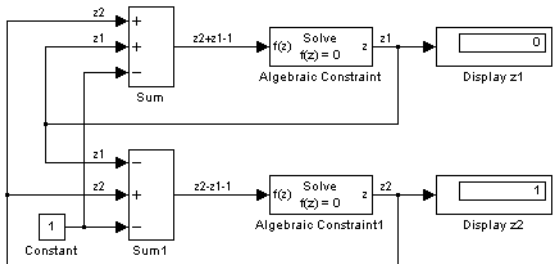 z2
+
z1
+
−
Sum
z2+z1-1
f(z) Solve f(z) = 0 z
Algebraic Constraint
z1
0
Display z1
z1
−
z2
+
−
Sum1
1
Constant
z2-z1-1
f(z) Solve f(z) = 0 z
Algebraic Constraint1
z2
1
Display z2